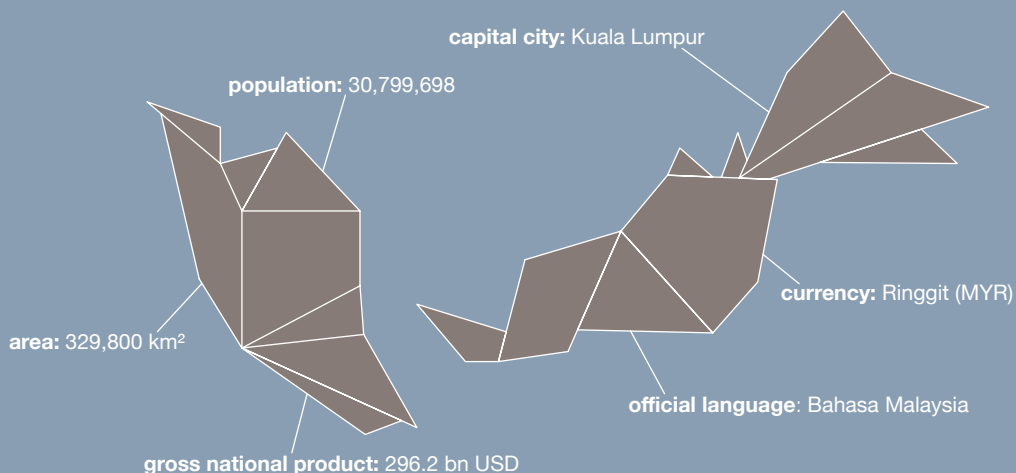 capital city: Kuala Lumpur
population: 30,799,698
currency: Ringgit (MYR)
area: 329,800 km²
official language: Bahasa Malaysia
gross national product: 296.2 bn USD